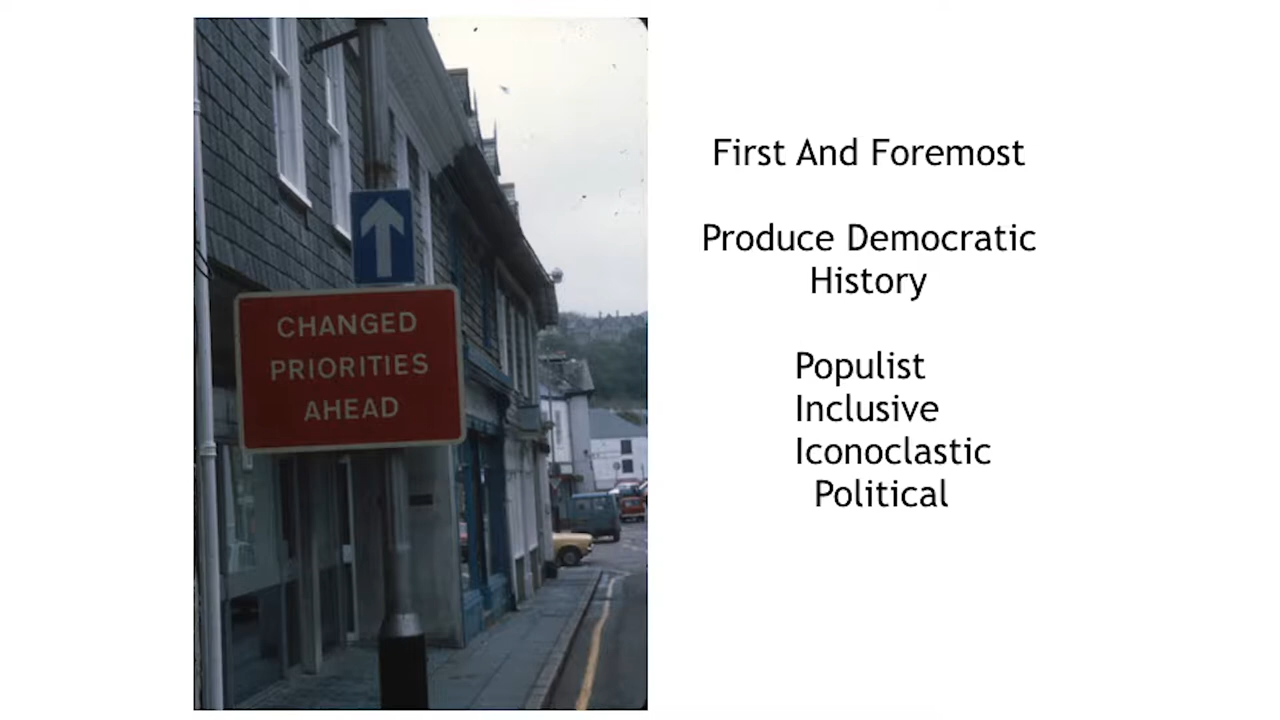 CHANGED
PRIORITIES
AHEAD
First And Foremost
Produce Democratic
History
Populist
Inclusive
Iconoclastic
Political